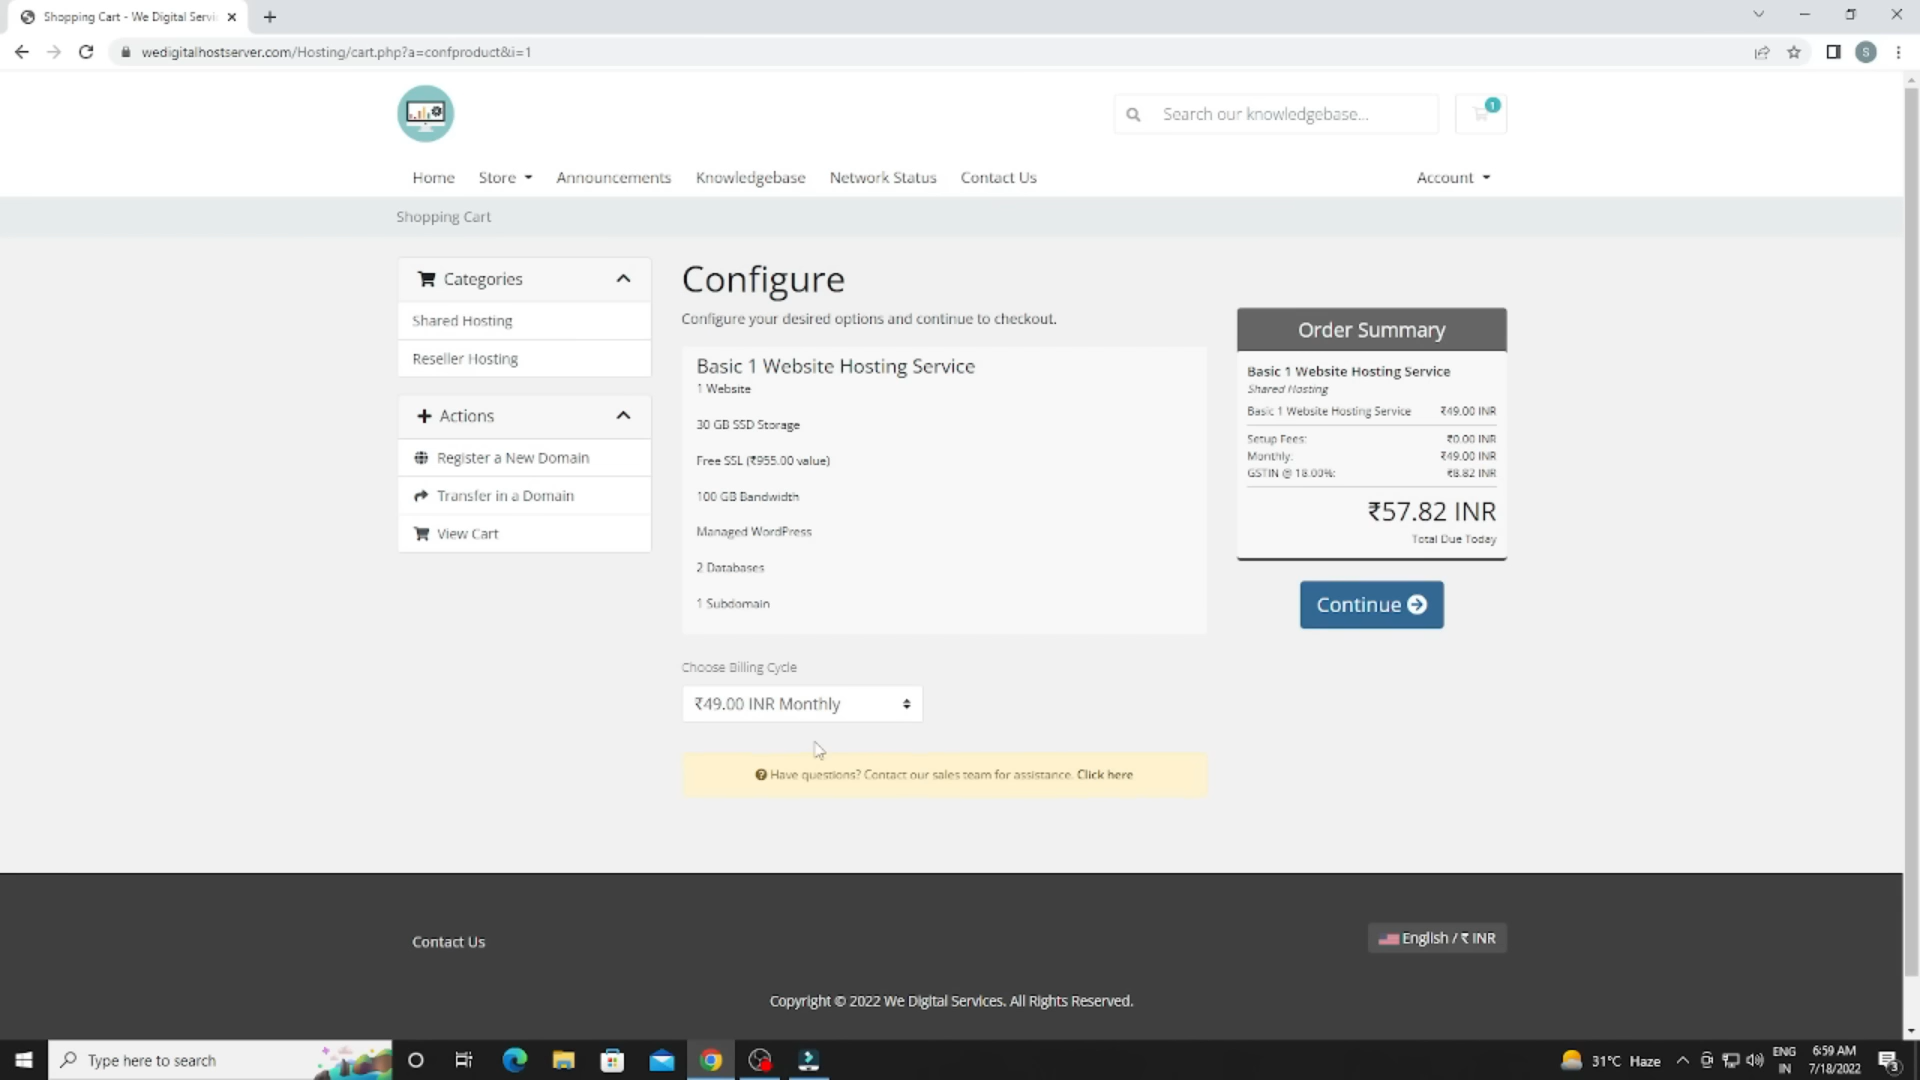 Shopping Cart - We Digital Servi
wedigitalhostserver.com/Hosting/cart.php?a=confproduct&i=1
S
Search our knowledgebase...
1
Home
Store
Announcements
Knowledgebase
Network Status
Contact Us
Account
Shopping Cart
Categories
Shared Hosting
Reseller Hosting
Actions
Register a New Domain
Transfer in a Domain
View Cart
Configure
Configure your desired options and continue to checkout.
Basic 1 Website Hosting Service
1 Website
30 GB SSD Storage
Free SSL (₹955.00 value)
100 GB Bandwidth
Managed WordPress
2 Databases
1 Subdomain
Choose Billing Cycle
₹49.00 INR Monthly
Have questions? Contact our sales team for assistance. Click here
Order Summary
Basic 1 Website Hosting Service
Shared Hosting
Basic 1 Website Hosting Service ₹49.00 INR
Setup Fees: ₹0.00 INR
Monthly: ₹49.00 INR
GSTIN @ 18.00%: ₹8.82 INR
₹57.82 INR
Total Due Today
Continue
Contact Us
English / ₹ INR
Copyright © 2022 We Digital Services. All Rights Reserved.
Type here to search
31°C Haze
ENG
IN
6:59 AM
7/18/2022
3